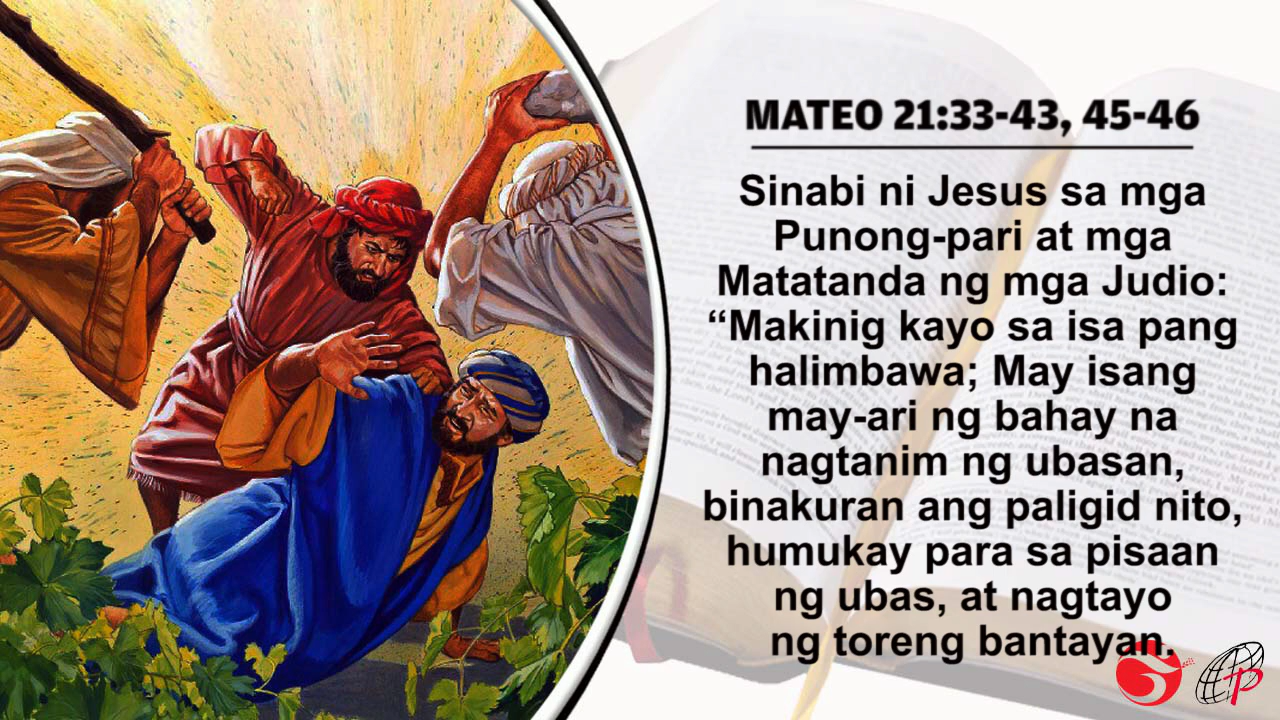 MATEO 21:33-43, 45-46
Sinabi ni Jesus sa mga
Punong-pari at mga
Matatanda ng mga Judio:
“Makinig kayo sa isa pang
halimbawa; May isang
may-ari ng bahay na
nagtanim ng ubasan,
binakuran ang paligid nito,
humukay para sa pisaan
ng ubas, at nagtayo
ng toreng bantayan.